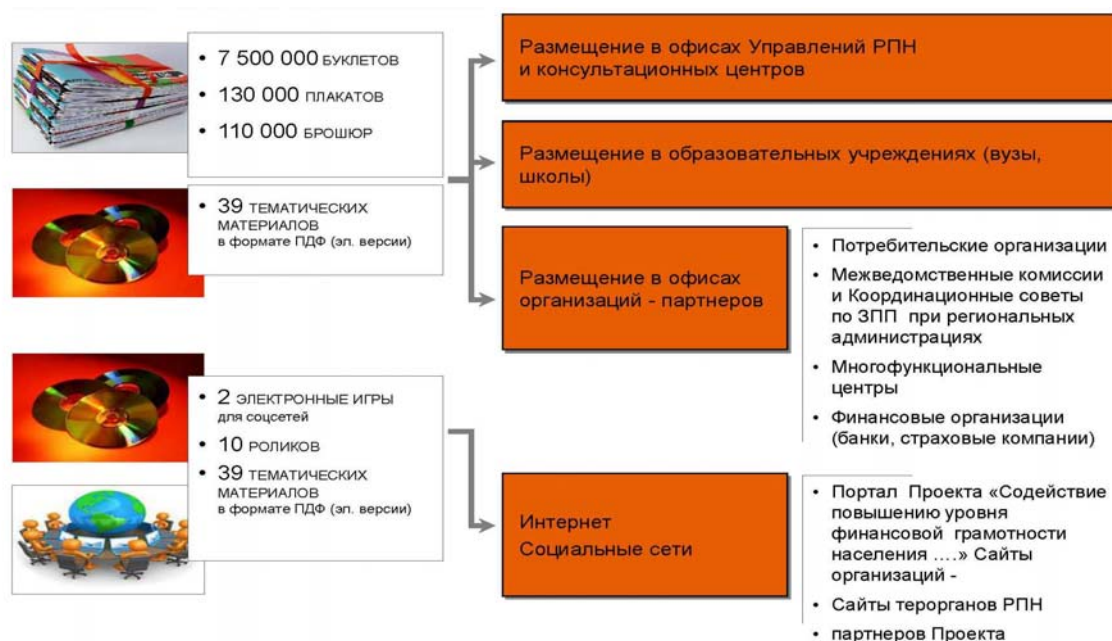 • 7 500 000 БУКЛЕТОВ
• 130 000 ПЛАКАТОВ
• 110 000 БРОШЮР
• 39 ТЕМАТИЧЕСКИХ
МАТЕРИАЛОВ
в формате ПДФ (эл. версии)
Размещение в офисах Управлений РПН
и консультационных центров
Размещение в образовательных учреждениях (вузы,
школы)
Размещение в офисах
организаций - партнеров
• Потребительские организации
• Межведомственные комиссии
и Координационные советы
по ЗПП при региональных
администрациях
• Многофункциональные
центры
• Финансовые организации
(банки, страховые компании)
• 2 ЭЛЕКТРОННЫЕ ИГРЫ
для соцсетей
• 10 РОЛИКОВ
• 39 ТЕМАТИЧЕСКИХ
МАТЕРИАЛОВ
в формате ПДФ (эл. версии)
Интернет
Социальные сети
• Портал Проекта «Содействие
повышению уровня
финансовой грамотности
населения ....» Сайты
организаций -
• Сайты терорганов РПН
• партнеров Проекта